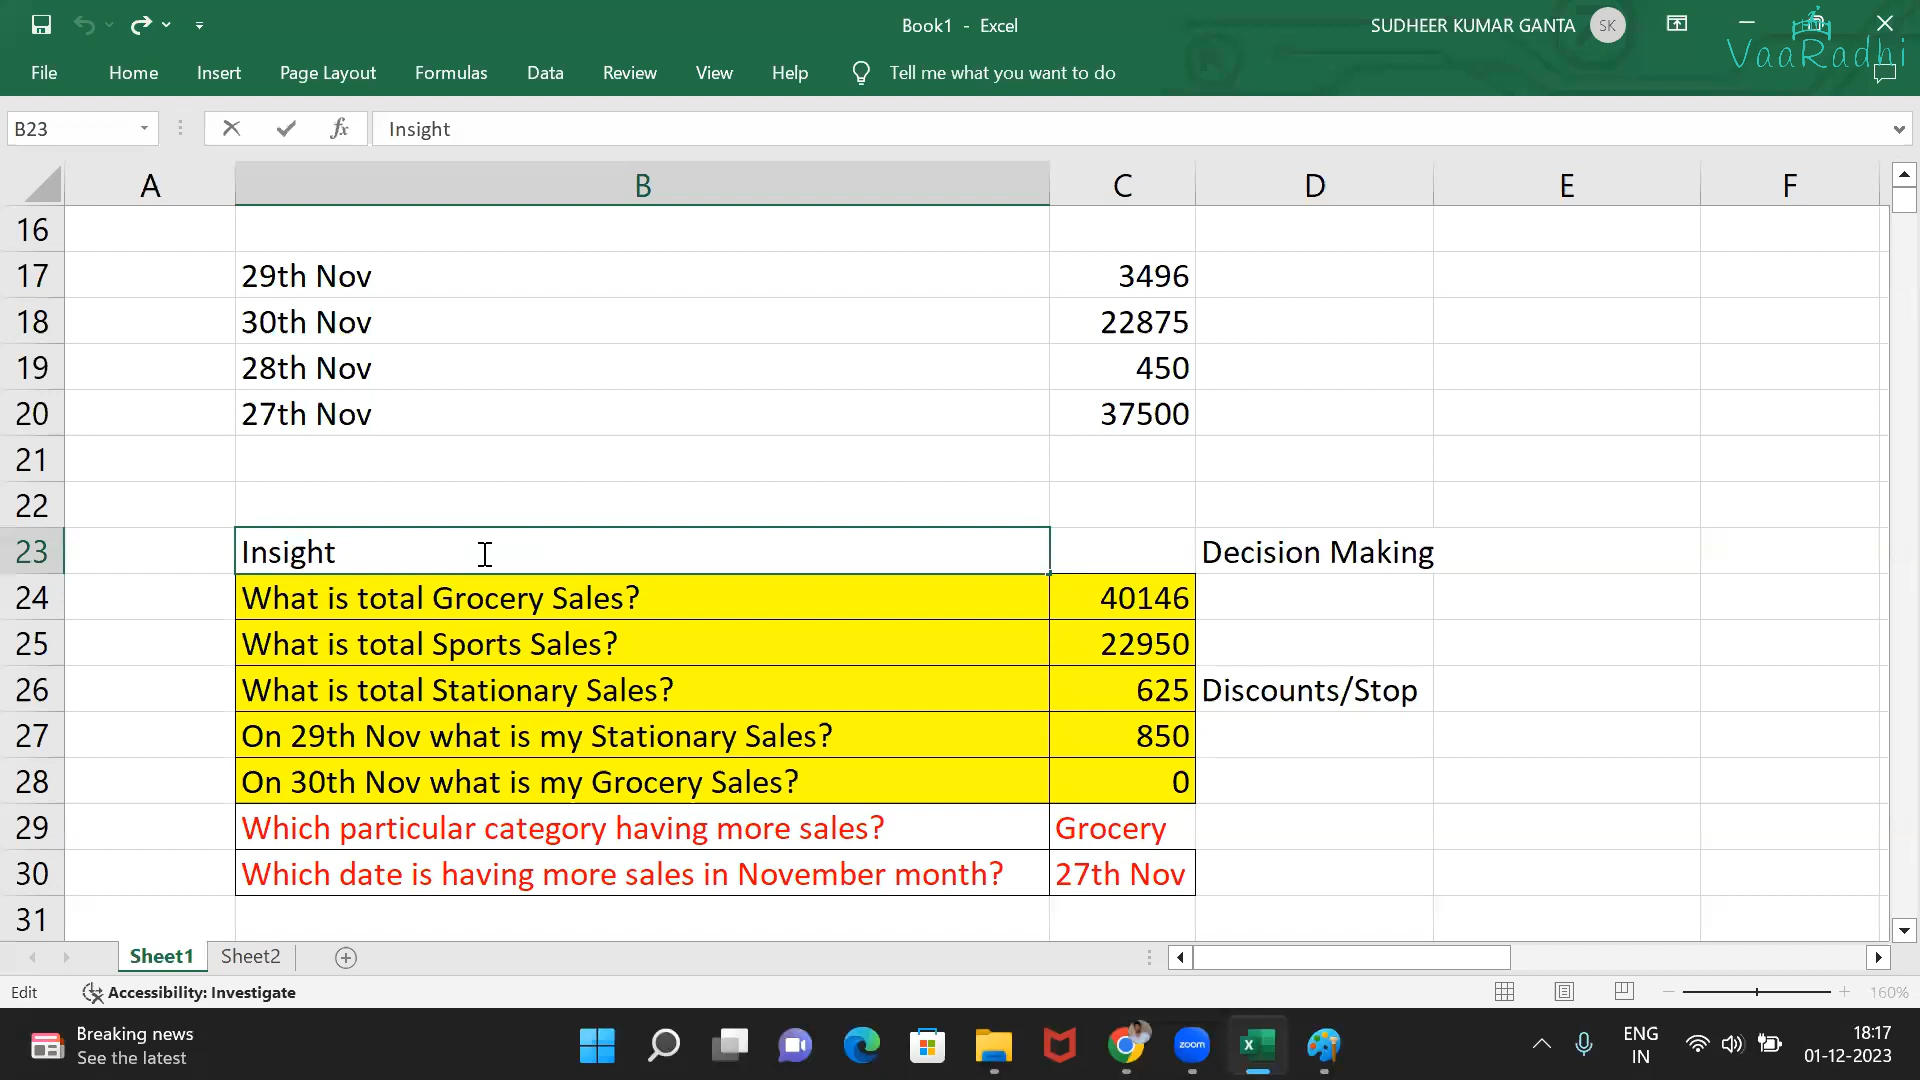 Book1 - Excel
SUDHEER KUMAR GANTA
SK
VaaRadhi
File Home Insert Page Layout Formulas Data Review View Help Tell me what you want to do
B23 fx Insight
A B C D E F
16
17 29th Nov 3496
18 30th Nov 22875
19 28th Nov 450
20 27th Nov 37500
21
22
23 Insight Decision Making
24 What is total Grocery Sales? 40146
25 What is total Sports Sales? 22950
26 What is total Stationary Sales? 625 Discounts/Stop
27 On 29th Nov what is my Stationary Sales? 850
28 On 30th Nov what is my Grocery Sales? 0
29 Which particular category having more sales? Grocery
30 Which date is having more sales in November month? 27th Nov
31
Sheet1 Sheet2
Edit Accessibility: Investigate 160%
Breaking news
See the latest
zoom
ENG
IN
18:17
01-12-2023